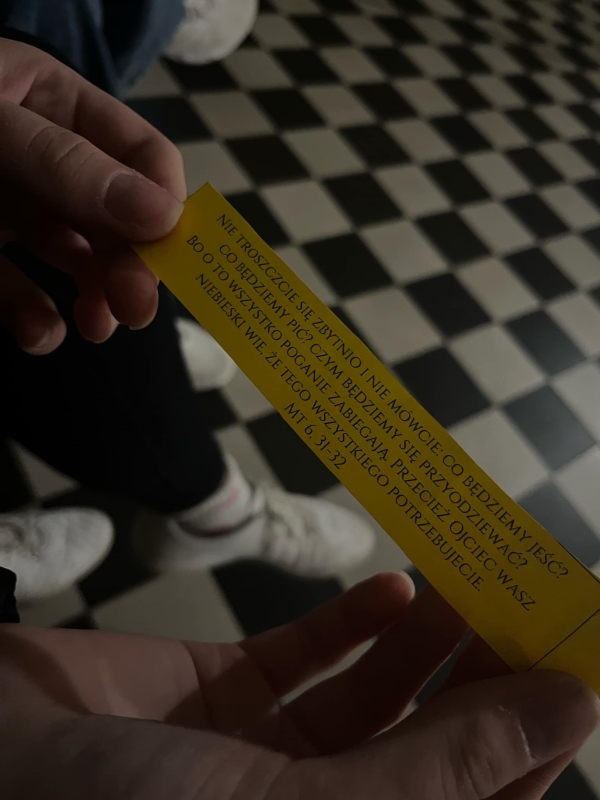 NIE TROSZCZCIE SIĘ ZBYTNIO I NIE MÓWCIE: CO BĘDZIEMY JEŚĆ?
CO BĘDZIEMY PIĆ? CZYM BĘDZIEMY SIĘ PRZYODZIEWAĆ?
BO O TO WSZYSTKO POGANIE ZABIEGAJĄ. PRZECIEŻ OJCIEC WASZ
NIEBIESKI WIE, ŻE TEGO WSZYSTKIEGO POTRZEBUJECIE.
MT 6, 31-32